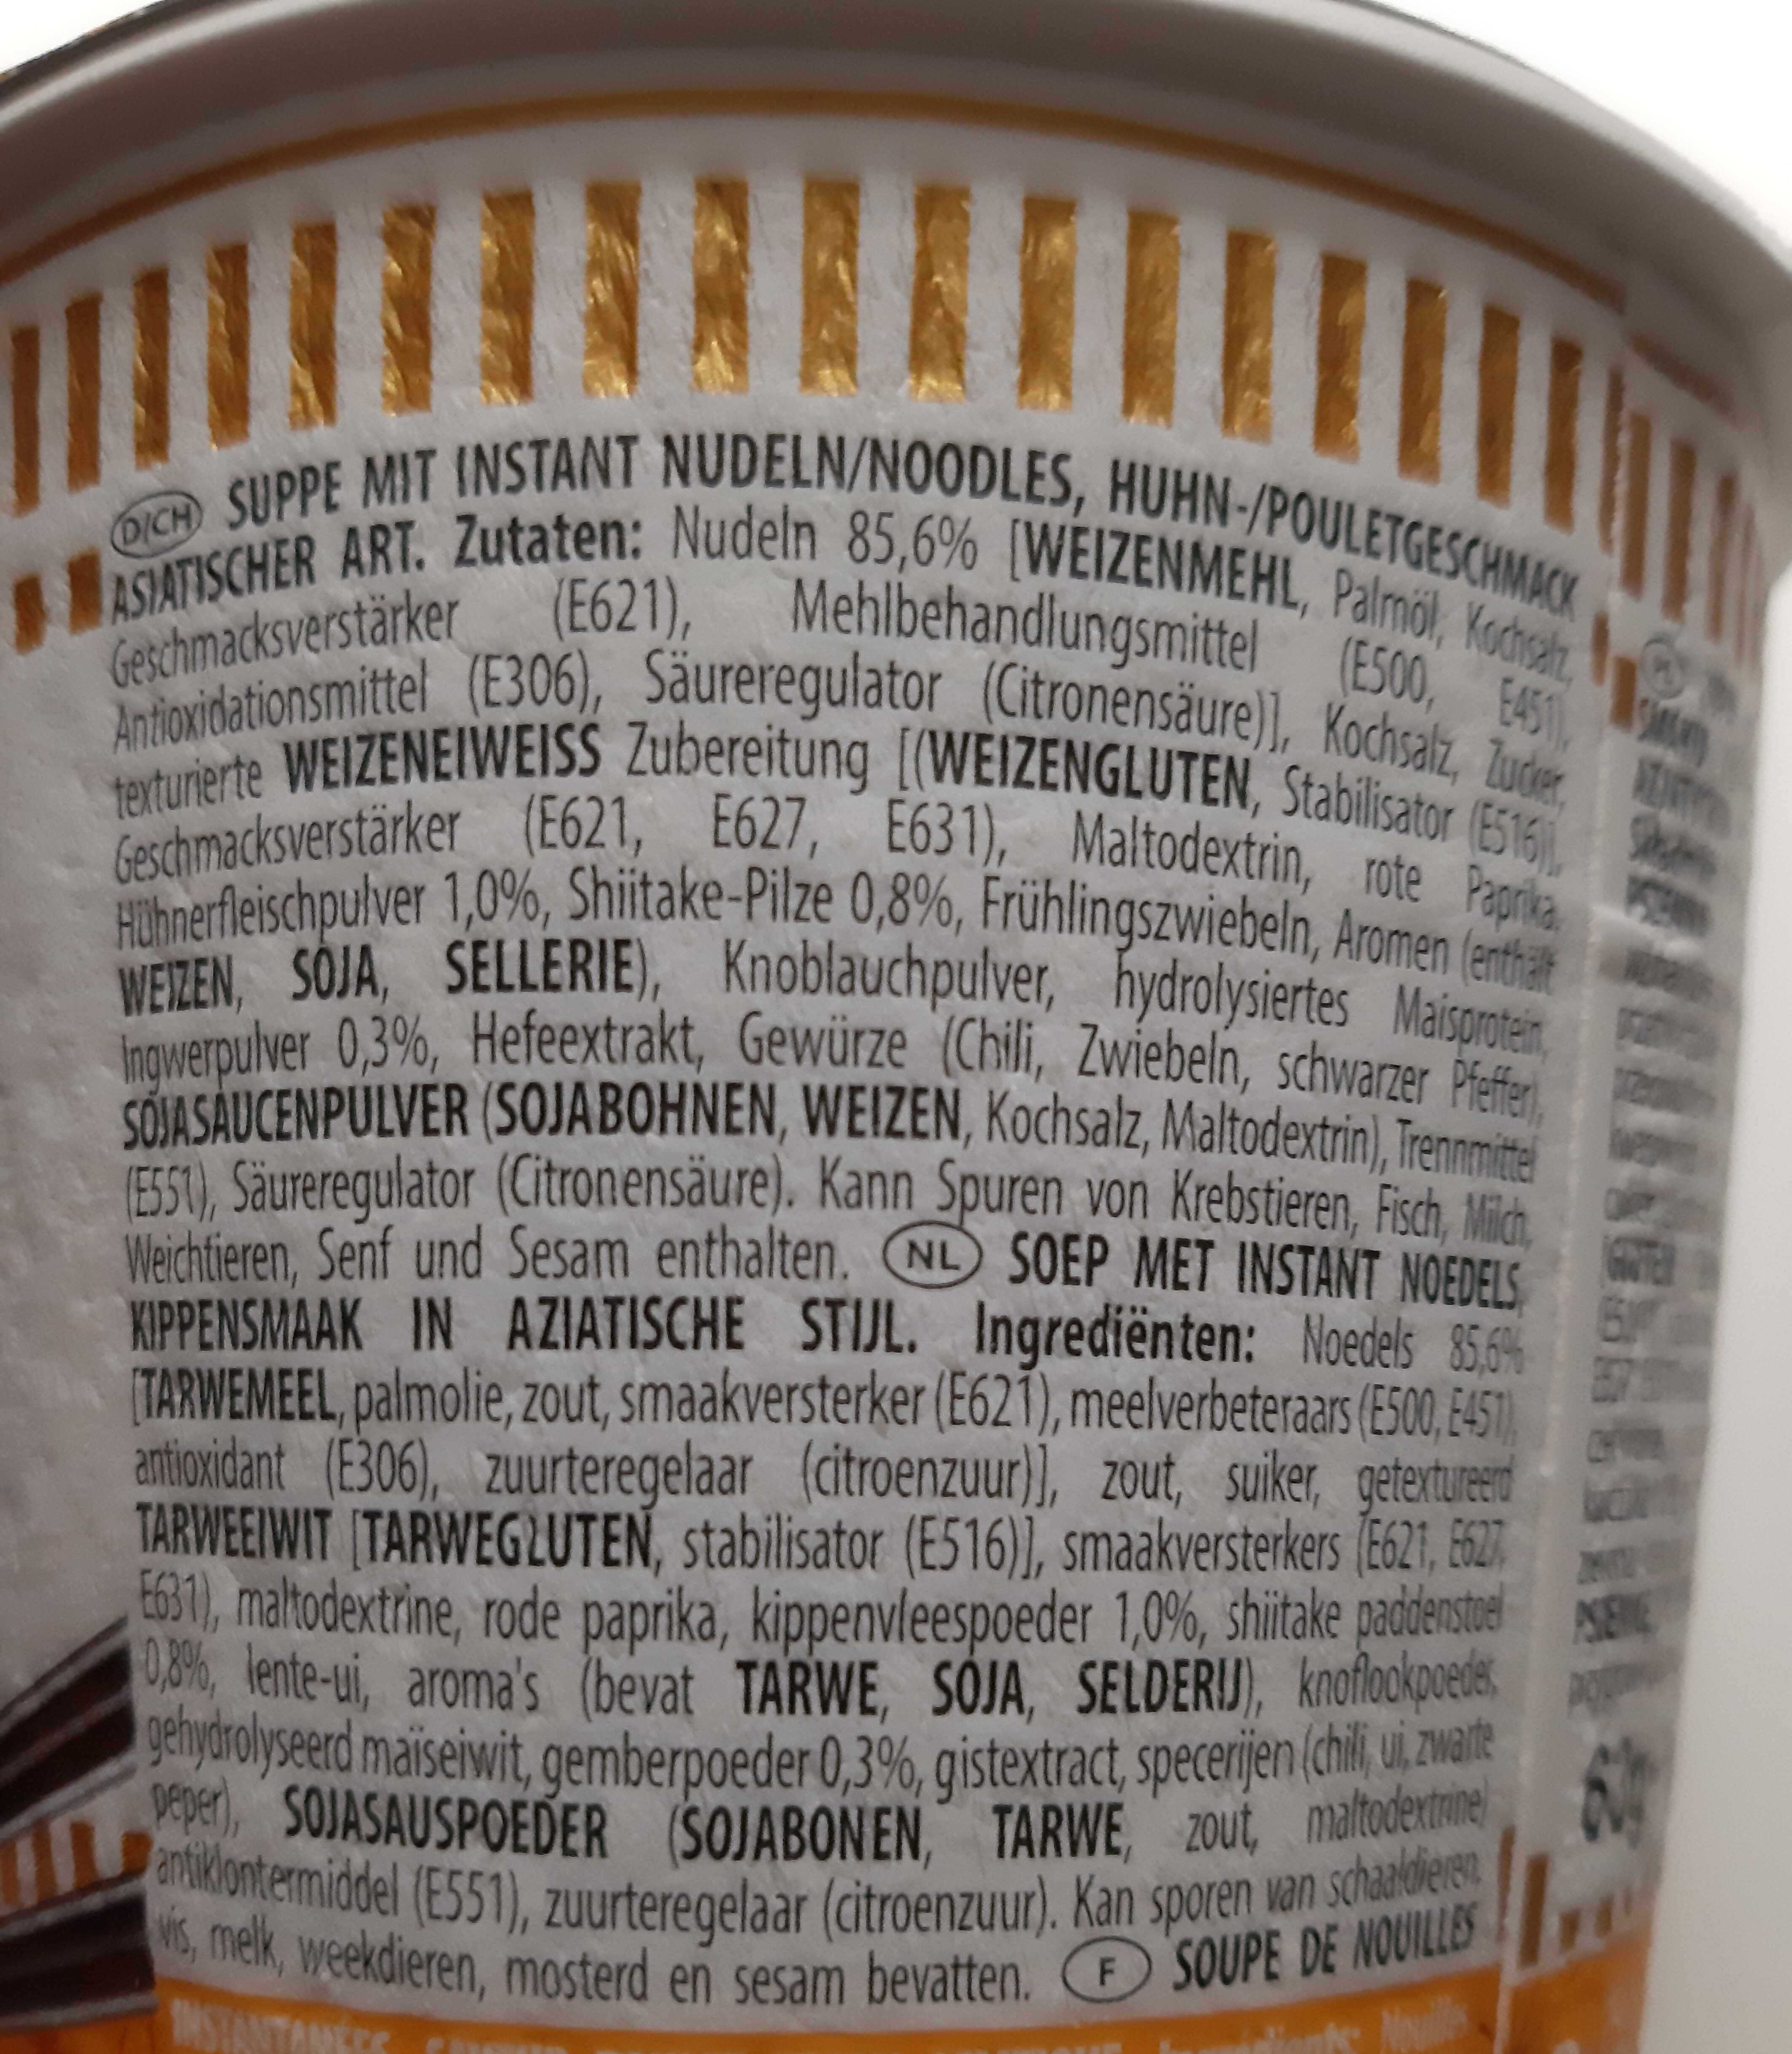 D/CH SUPPE MIT INSTANT NUDELN/NOODLES, HUHN-/POULETGESCHMACK
ASIATISCHER ART. Zutaten: Nudeln 85,6% [WEIZENMEHL, Palmöl, Kochsalz,
Geschmacksverstärker (E621), Mehlbehandlungsmittel (E500, E451),
Antioxidationsmittel (E306), Säureregulator (Citronensäure)], Kochsalz, Zucker,
texturierte WEIZENEIWEISS Zubereitung [(WEIZENGLUTEN, Stabilisator (E516)],
Geschmacksverstärker (E621, E627, E631), Maltodextrin, rote Paprika,
Hühnerfleischpulver 1,0%, Shiitake-Pilze 0,8%, Frühlingszwiebeln, Aromen (enthält
WEIZEN, SOJA, SELLERIE), Knoblauchpulver, hydrolysiertes Maisprotein,
Ingwerpulver 0,3%, Hefeextrakt, Gewürze (Chili, Zwiebeln, schwarzer Pfeffer),
SOJASAUCENPULVER (SOJABOHNEN, WEIZEN, Kochsalz, Maltodextrin), Trennmittel
(E551), Säureregulator (Citronensäure). Kann Spuren von Krebstieren, Fisch, Milch,
Weichtieren, Senf und Sesam enthalten. NL SOEP MET INSTANT NOEDELS,
KIPPENSMAAK IN AZIATISCHE STIJL. Ingrediënten: Noedels 85,6%
[TARWEMEEL, palmolie, zout, smaakversterker (E621), meelverbeteraars (E500, E451),
antioxidant (E306), zuurteregelaar (citroenzuur)], zout, suiker, getextureerd
TARWEEIWIT [TARWEGLUTEN, stabilisator (E516)], smaakversterkers (E621, E627,
E631), maltodextrine, rode paprika, kippenvleespoeder 1,0%, shiitake paddenstoel
0,8%, lente-ui, aroma's (bevat TARWE, SOJA, SELDERIJ), knoflookpoeder,
gehydrolyseerd maïseiwit, gemberpoeder 0,3%, gistextract, specerijen (chili, ui, zwarte
peper), SOJASAUSPOEDER (SOJABONEN, TARWE, zout, maltodextrine)
antiklontermiddel (E551), zuurteregelaar (citroenzuur). Kan sporen van schaaldieren,
vis, melk, weekdieren, mosterd en sesam bevatten. F SOUPE DE NOUILLES
INSTANTANÉES
PL